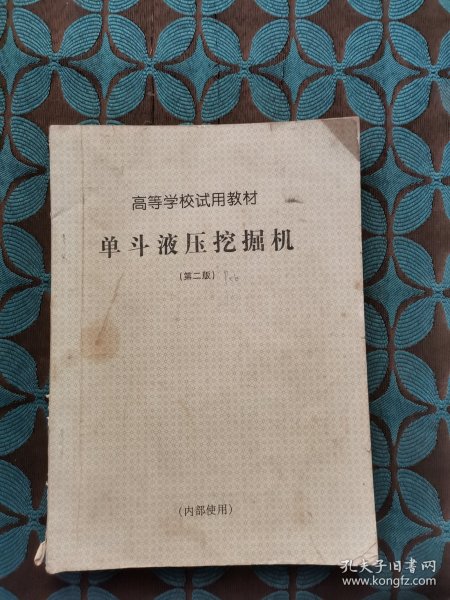 高等学校试用教材
单斗液压挖掘机
(第二版)
(内部使用)
孔夫子旧书网
www.kongfz.com